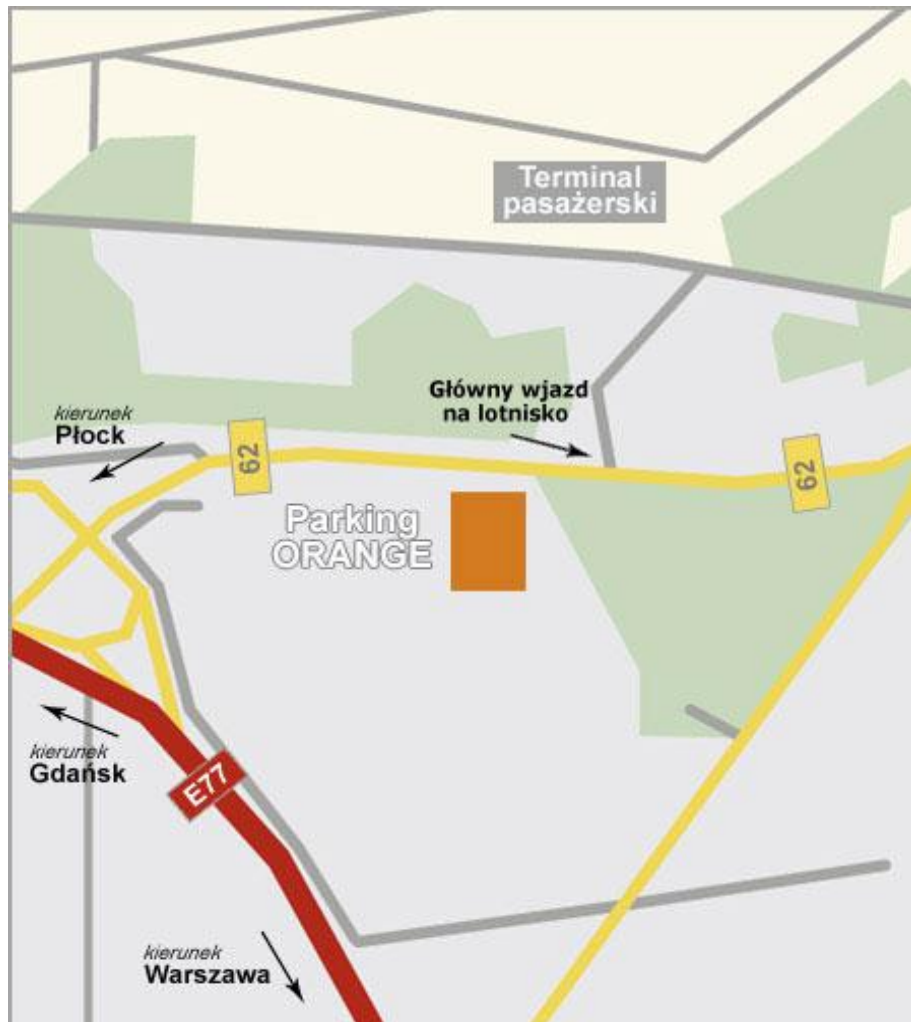 Terminal
pasażerski
Główny wjazd
na lotnisko
kierunek
Płock
62
62
Parking
ORANGE
kierunek
Gdańsk
E77
kierunek
Warszawa